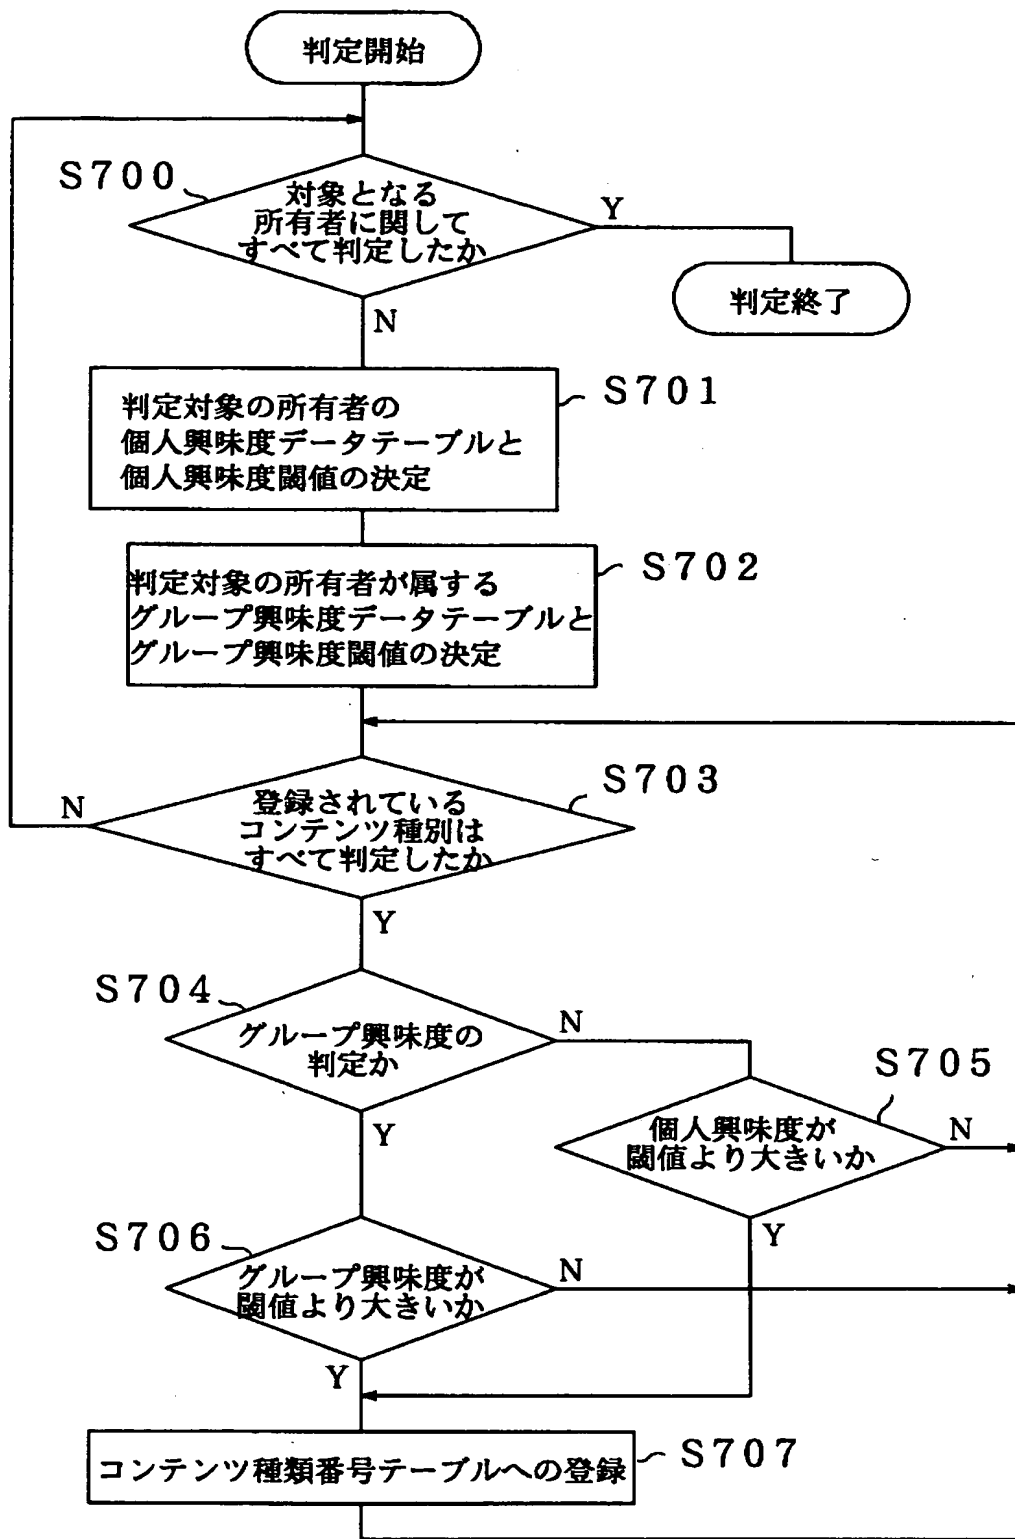 判定開始
S700
対象となる
所有者に関して
すべて判定したか
Y
判定終了
N
S701
判定対象の所有者の
個人興味度データテーブルと
個人興味度閾値の決定
S702
判定対象の所有者が属する
グループ興味度データテーブルと
グループ興味度閾値の決定
S703
N
登録されている
コンテンツ種別は
すべて判定したか
Y
S704
グループ興味度の
判定か
N
Y
S705
個人興味度が
閾値より大きいか
N
Y
S706
グループ興味度が
閾値より大きいか
N
Y
コンテンツ種類番号テーブルへの登録
S707